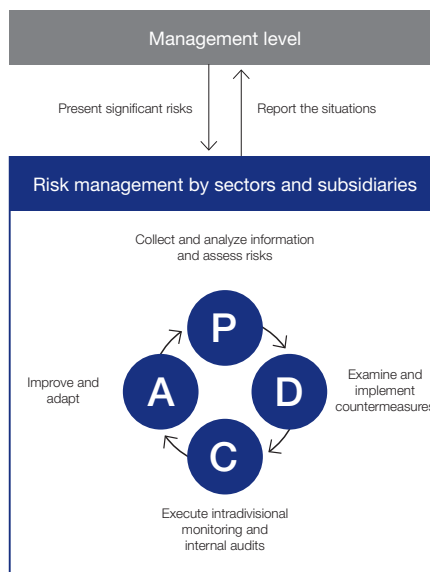 Management level
Present significant risks
Report the situations
Risk management by sectors and subsidiaries
Collect and analyze information
and assess risks
P
A
D
C
Improve and
adapt
Examine and
implement
countermeasures
Execute intradivisional
monitoring and
internal audits